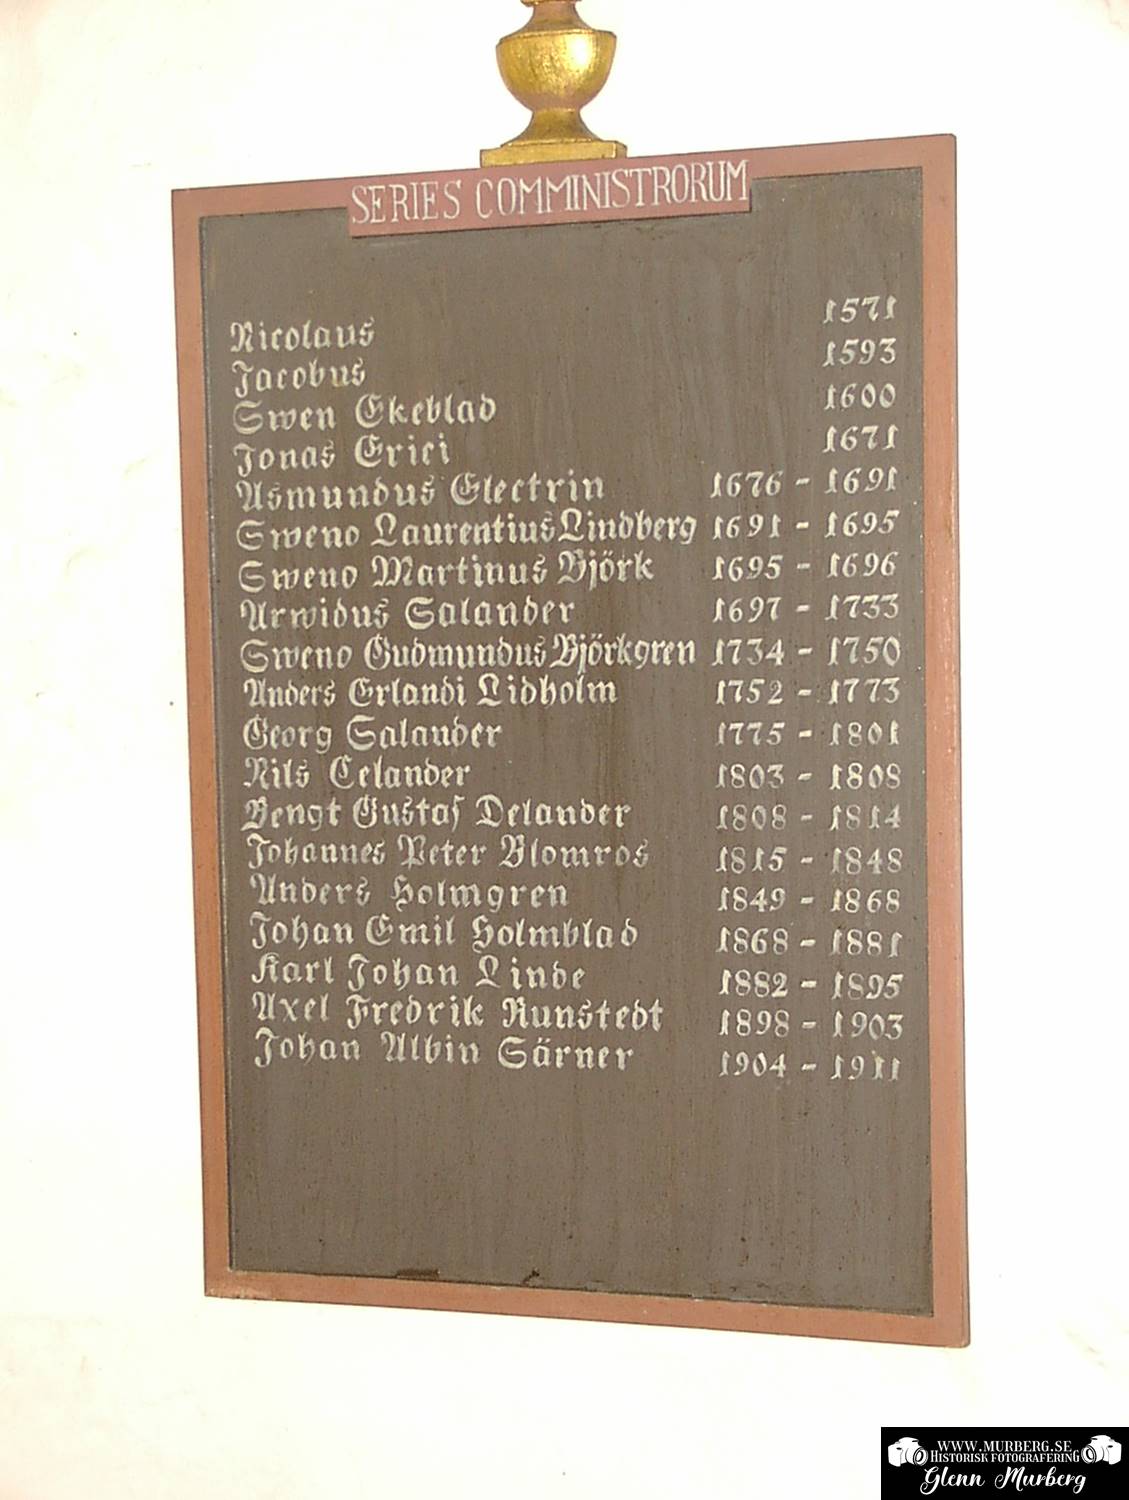 SERIES COMMINISTRORUM
Nicolaus 1571
Jacobus 1593
Swen Ekeblad 1600
Jonas Erici 1671
Asmundus Electrin 1676 - 1691
Sweno Laurentius Lindberg 1691 - 1695
Sweno Martinus Björk 1695 - 1696
Arwidus Salander 1697 - 1733
Sweno Gudmundus Björkgren 1734 - 1750
Anders Erlandi Lidholm 1752 - 1773
Georg Salander 1775 - 1801
Nils Celander 1803 - 1808
Bengt Gustaf Delander 1808 - 1814
Johannes Peter Blomros 1815 - 1848
Anders Holmgren 1849 - 1868
Johan Emil Holmblad 1868 - 1881
Karl Johan Linde 1882 - 1895
Axel Fredrik Runstedt 1898 - 1903
Johan Albin Särner 1904 - 1911
WWW.MURBERG.SE
HISTORISK FOTOGRAFERING
Glenn Murberg